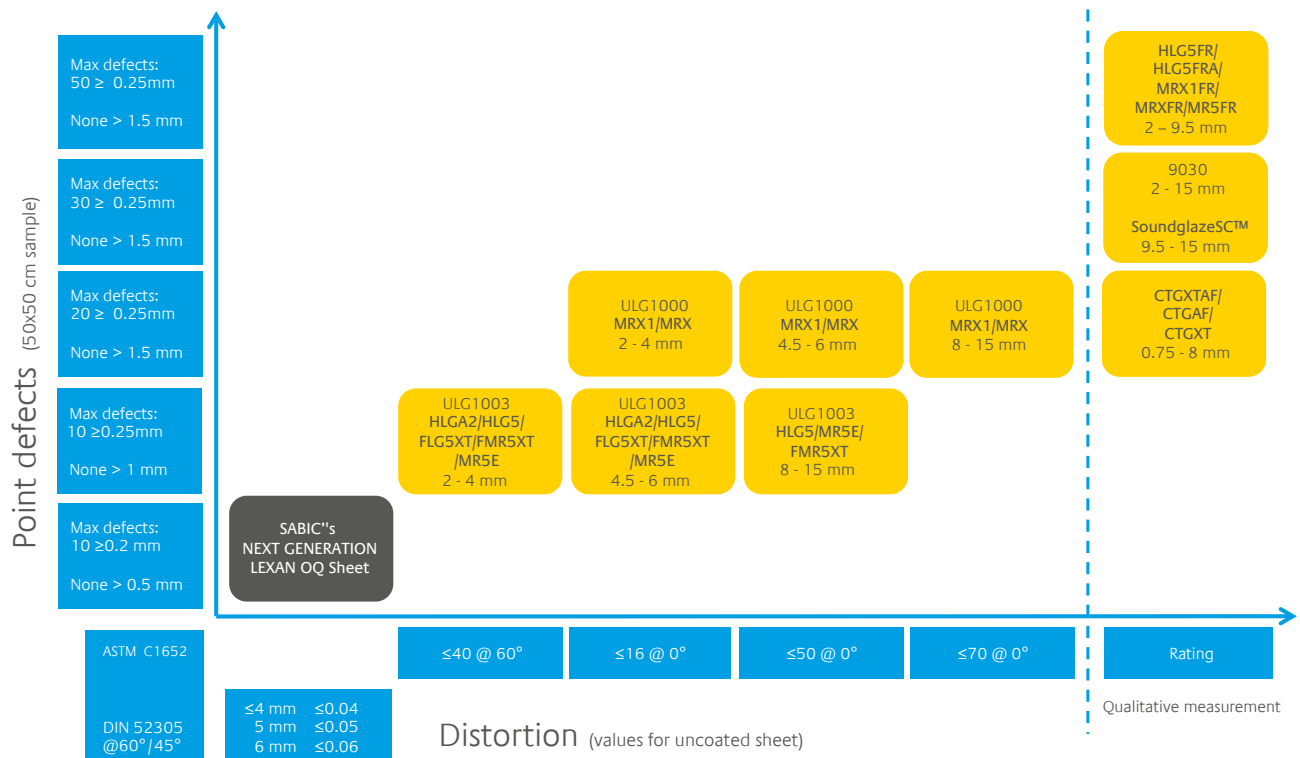 Point defects (50x50 cm sample)
Max defects:
50 ≥ 0.25mm
None > 1.5 mm
Max defects:
30 ≥ 0.25mm
None > 1.5 mm
Max defects:
20 ≥ 0.25mm
None > 1.5 mm
Max defects:
10 ≥0.25mm
None > 1 mm
Max defects:
10 ≥0.2 mm
None > 0.5 mm
HLG5FR/
HLG5FRA/
MRX1FR/
MRXFR/MR5FR
2 – 9.5 mm
9030
2 - 15 mm
SoundglazeSC™
9.5 - 15 mm
ULG1000
MRX1/MRX
2 - 4 mm
ULG1000
MRX1/MRX
4.5 - 6 mm
ULG1000
MRX1/MRX
8 - 15 mm
CTGXTAF/
CTGAF/
CTGXT
0.75 - 8 mm
ULG1003
HLGA2/HLG5/
FLG5XT/FMR5XT
/MR5E
2 - 4 mm
ULG1003
HLGA2/HLG5/
FLG5XT/FMR5XT
/MR5E
4.5 - 6 mm
ULG1003
HLG5/MR5E/
FMR5XT
8 - 15 mm
SABIC''s
NEXT GENERATION
LEXAN OQ Sheet
ASTM C1652
≤40 @ 60°
≤16 @ 0°
≤50 @ 0°
≤70 @ 0°
Rating
DIN 52305
@60°/45°
≤4 mm ≤0.04
5 mm ≤0.05
6 mm ≤0.06
Distortion (values for uncoated sheet)
Qualitative measurement